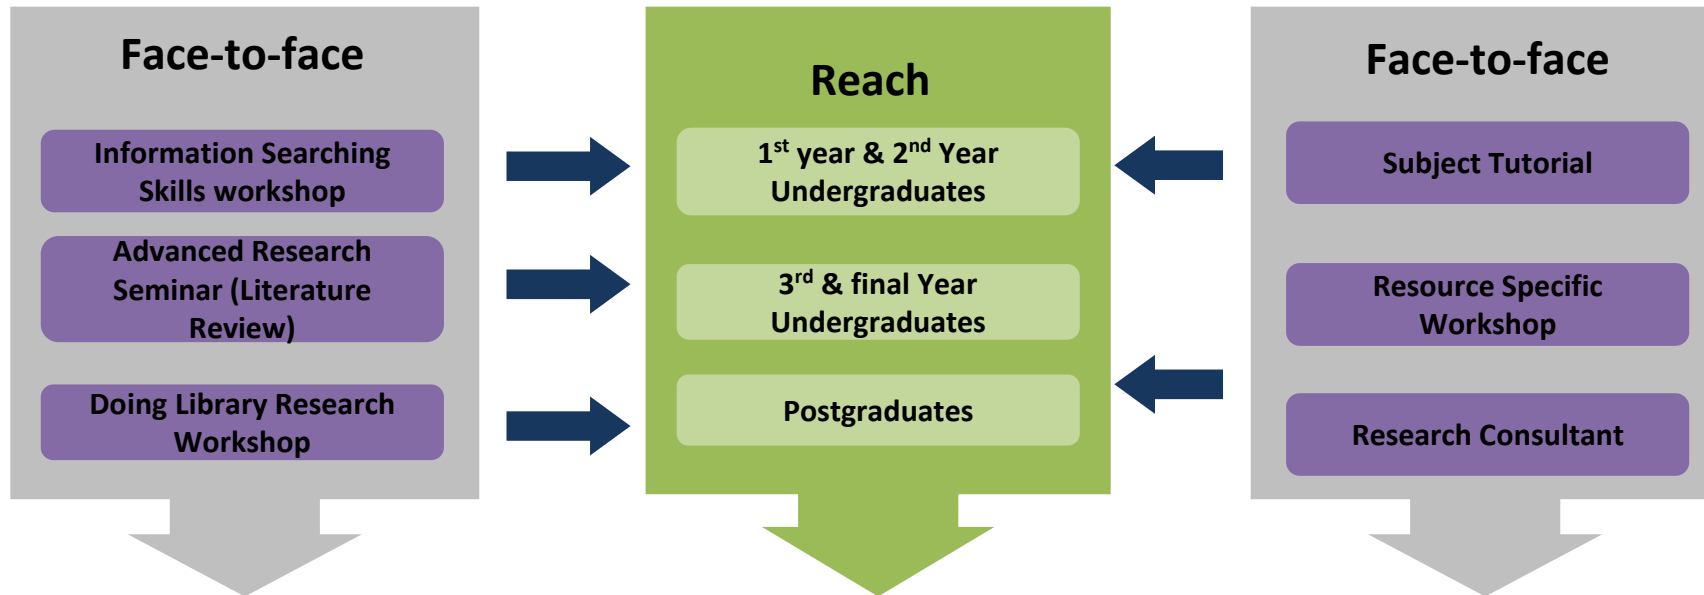 Face-to-face
Information Searching
Skills workshop
Advanced Research
Seminar (Literature
Review)
Doing Library Research
Workshop
Reach
1st year & 2nd Year
Undergraduates
3rd & final Year
Undergraduates
Postgraduates
Face-to-face
Subject Tutorial
Resource Specific
Workshop
Research Consultant